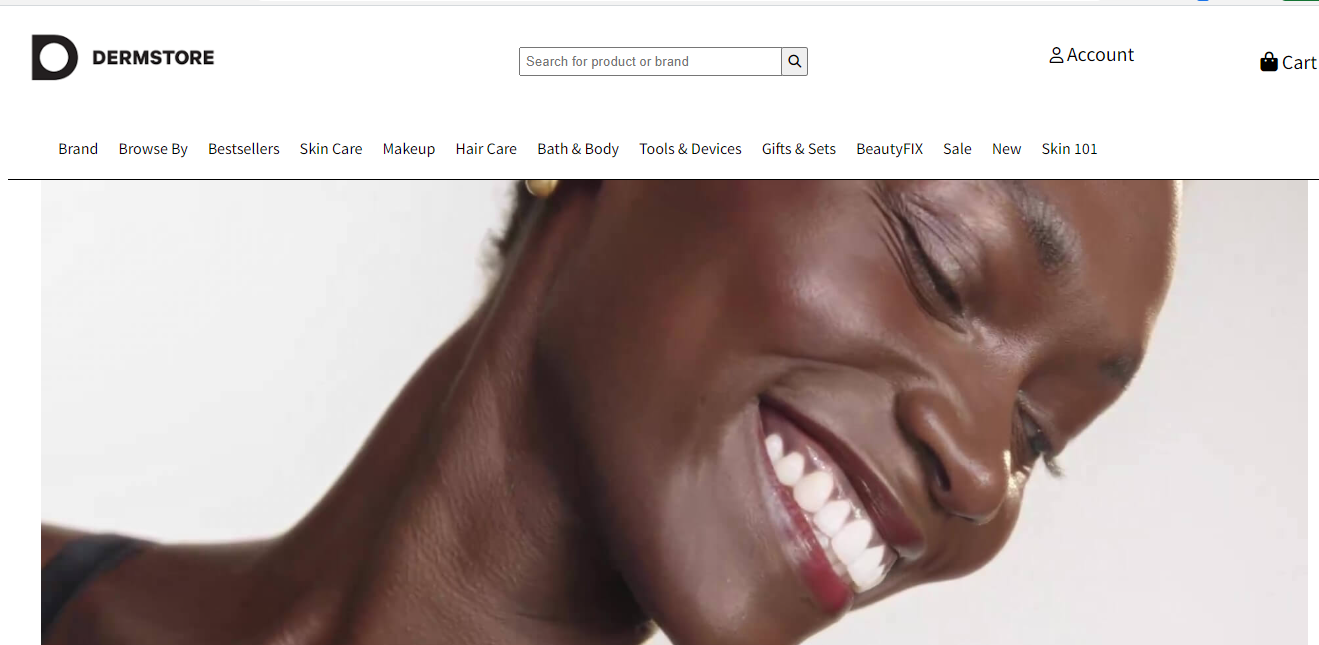 DERMSTORE
Search for product or brand
Account
Cart
Brand Browse By Bestsellers Skin Care Makeup Hair Care Bath & Body Tools & Devices Gifts & Sets BeautyFIX Sale New Skin 101